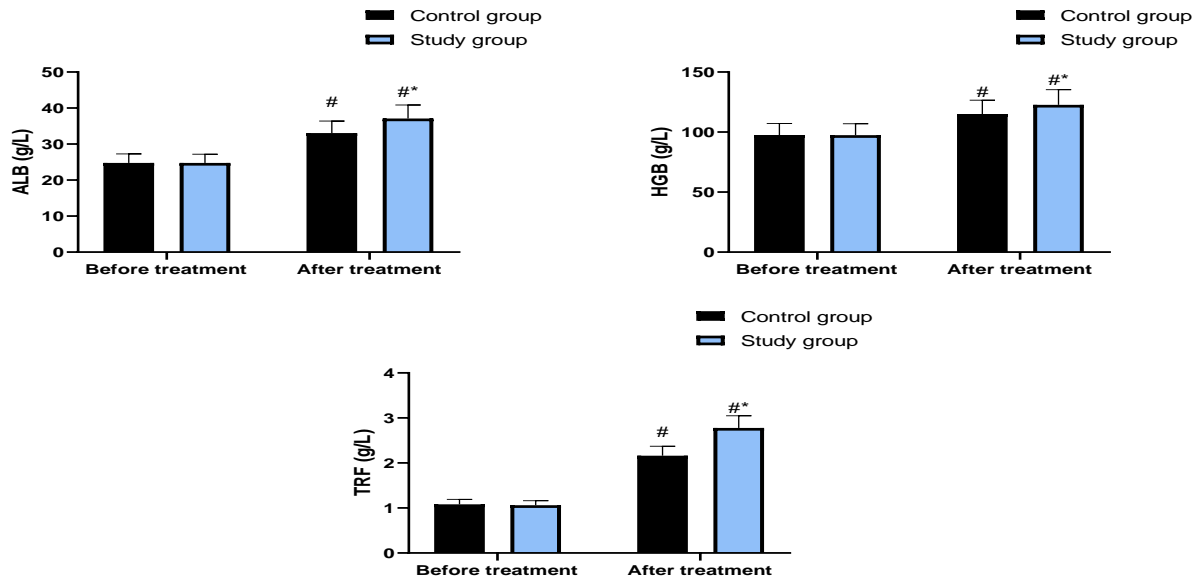 Control group
Study group
ALB (g/L)
50
40
30
20
10
0
#
#*
Before treatment
After treatment
Control group
Study group
HGB (g/L)
150
100
50
0
#
#*
Before treatment
After treatment
Control group
Study group
TRF (g/L)
4
3
2
1
0
#
#*
Before treatment
After treatment